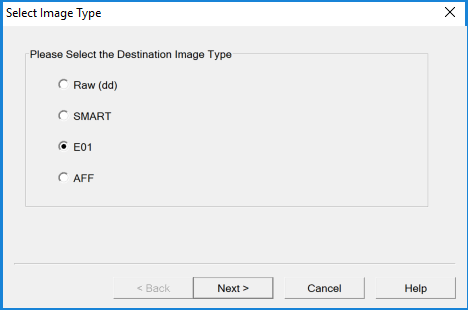 Select Image Type
Please Select the Destination Image Type
Raw (dd)
SMART
E01
AFF
< Back Next > Cancel Help